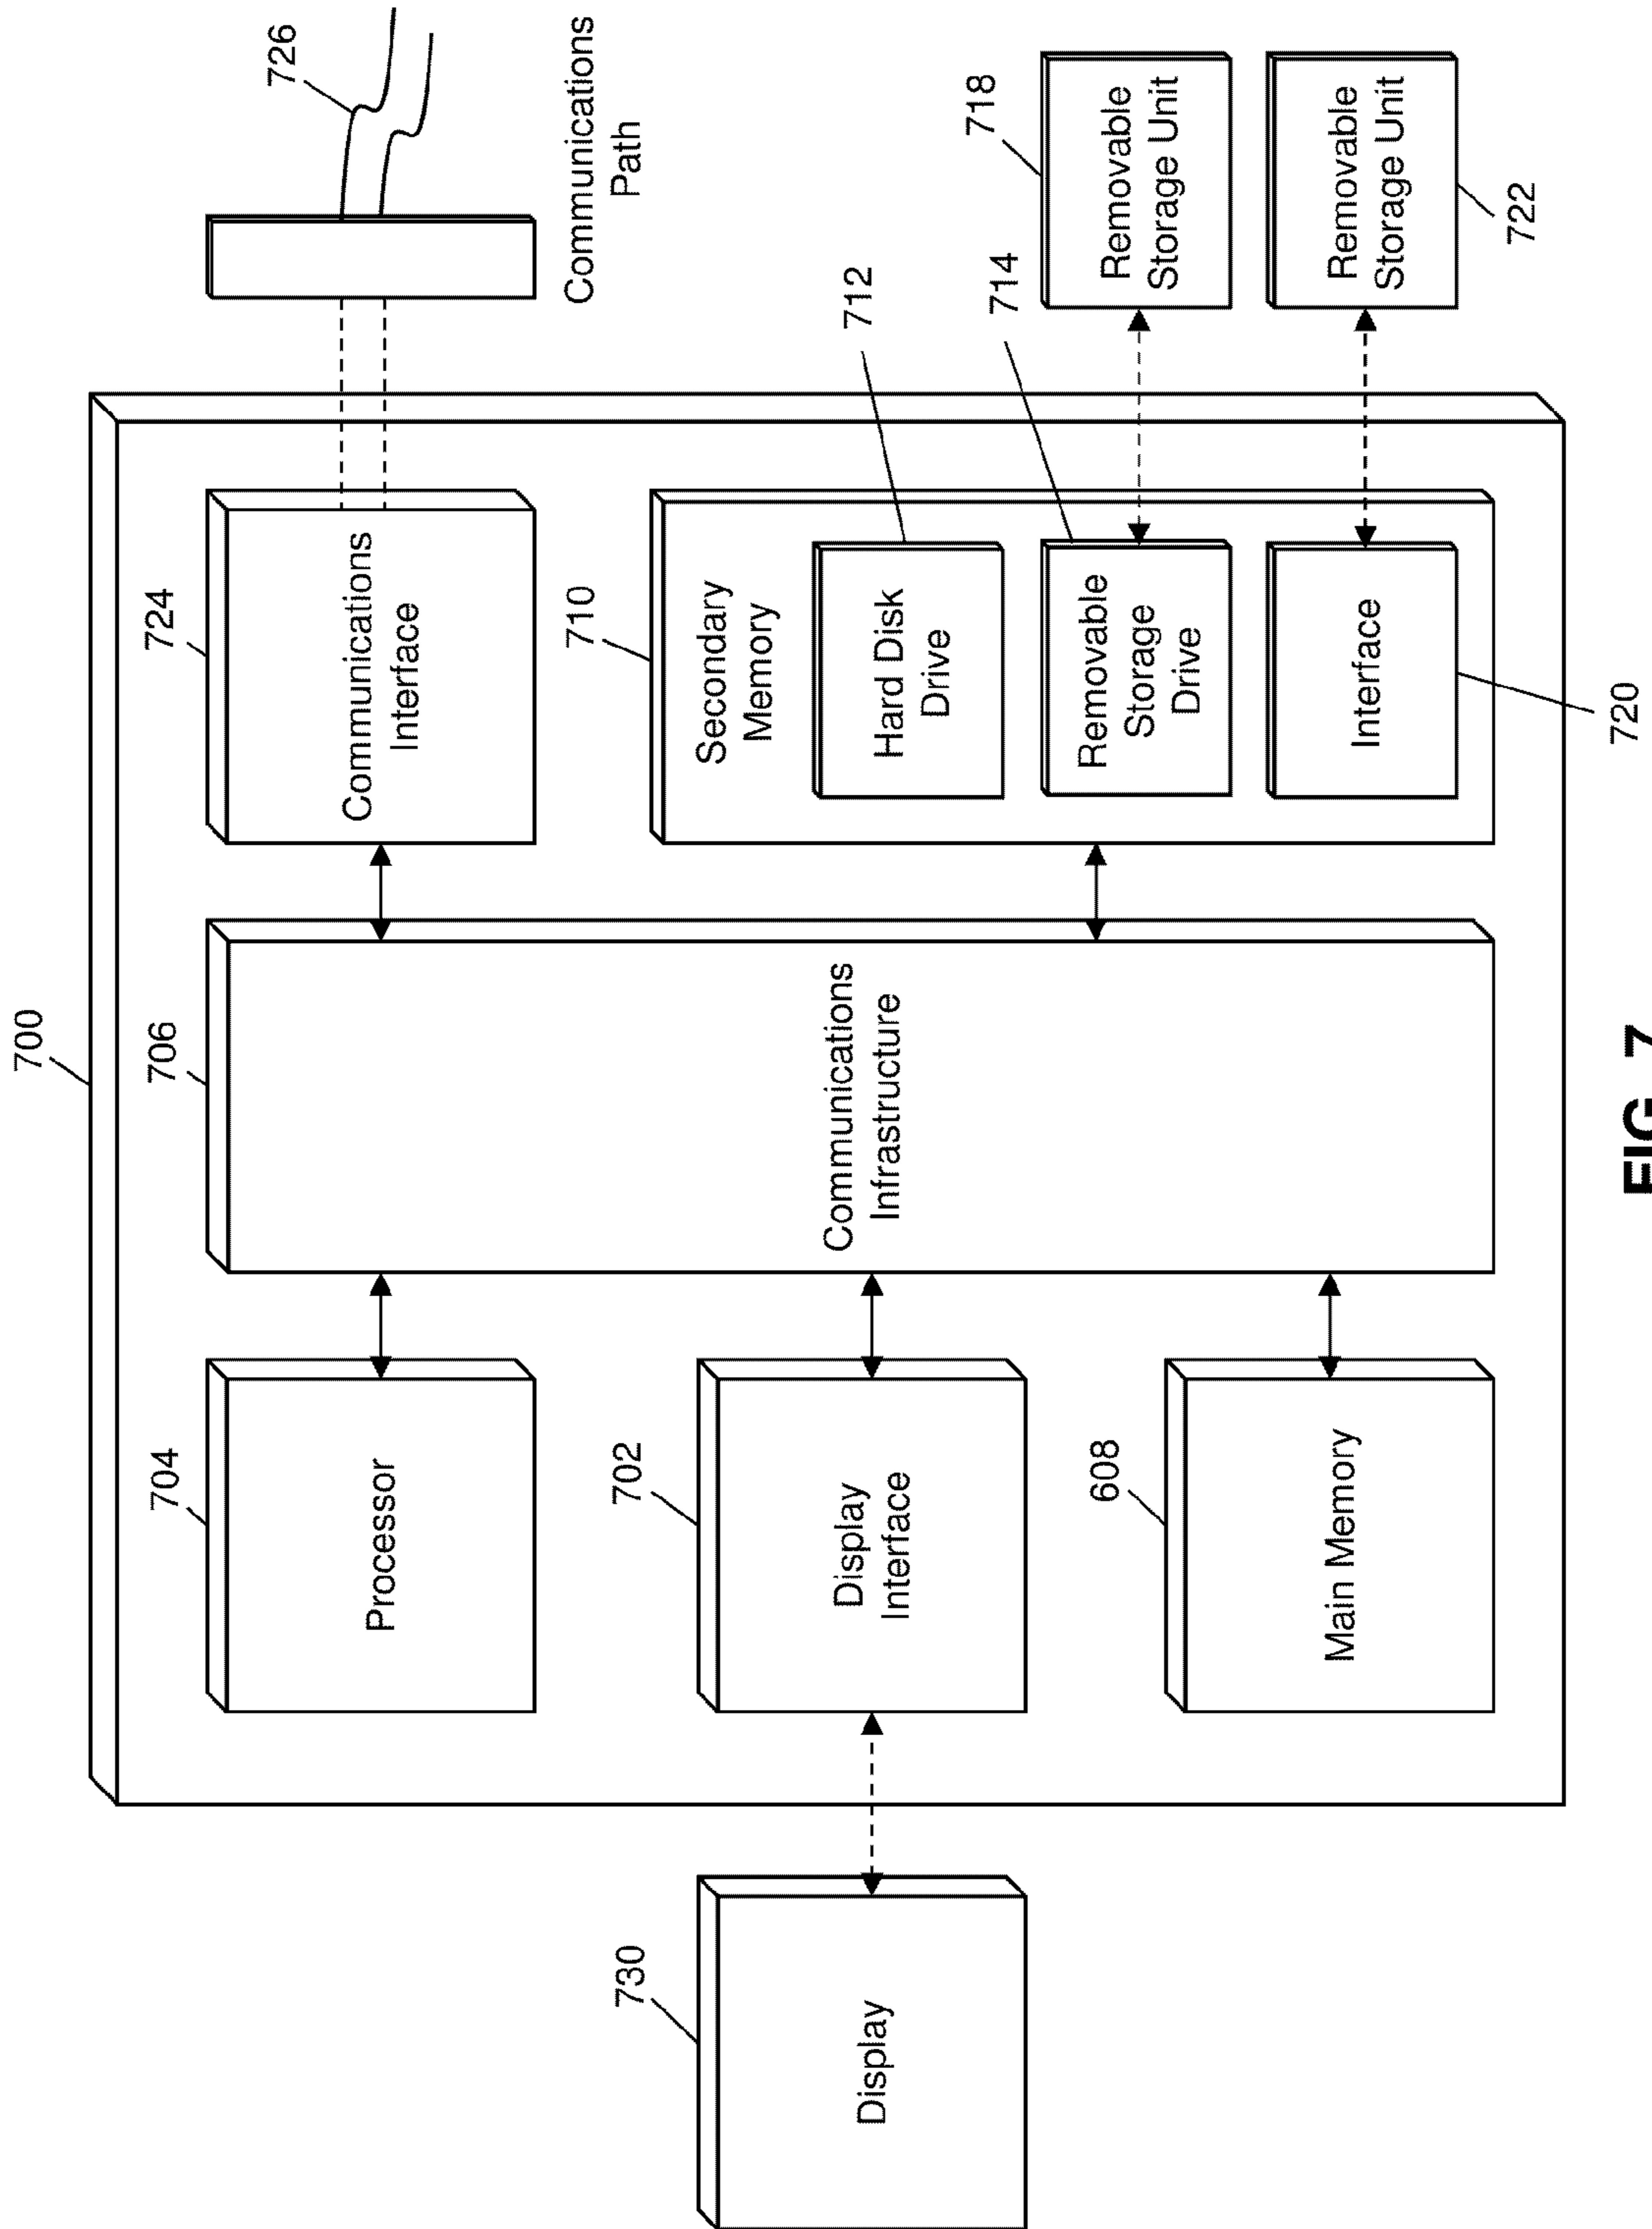 700
704
Processor
706
Communications
Infrastructure
724
Communications
Interface
726
Communications
Path
730
Display
702
Display
Interface
608
Main Memory
710
Secondary
Memory
712
Hard Disk
Drive
714
Removable
Storage
Drive
718
Removable
Storage Unit
Interface
720
Removable
Storage Unit
722
FIG. 7